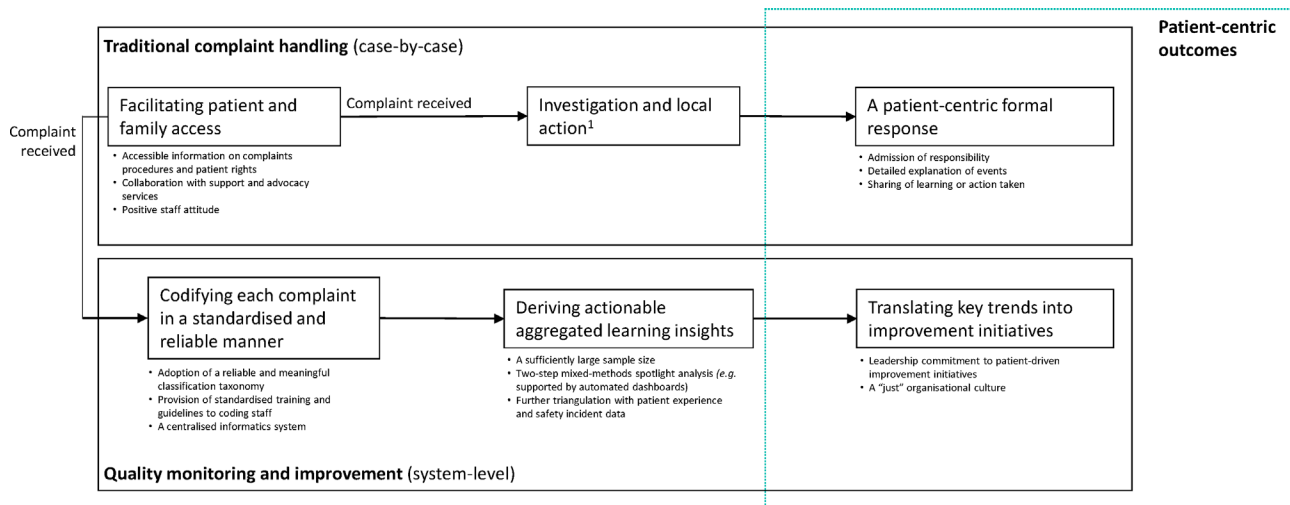 Patient-centric
outcomes
Traditional complaint handling (case-by-case)
Complaint
received
Facilitating patient and
family access
• Accessible information on complaints
procedures and patient rights
• Collaboration with support and advocacy
services
• Positive staff attitude
Complaint received
Investigation and local
action¹
A patient-centric formal
response
• Admission of responsibility
• Detailed explanation of events
• Sharing of learning or action taken
Codifying each complaint
in a standardised and
reliable manner
• Adoption of a reliable and meaningful
classification taxonomy
• Provision of standardised training and
guidelines to coding staff
• A centralised informatics system
Deriving actionable
aggregated learning insights
• A sufficiently large sample size
• Two-step mixed-methods spotlight analysis (e.g.
supported by automated dashboards)
• Further triangulation with patient experience
and safety incident data
Translating key trends into
improvement initiatives
• Leadership commitment to patient-driven
improvement initiatives
• A “just” organisational culture
Quality monitoring and improvement (system-level)